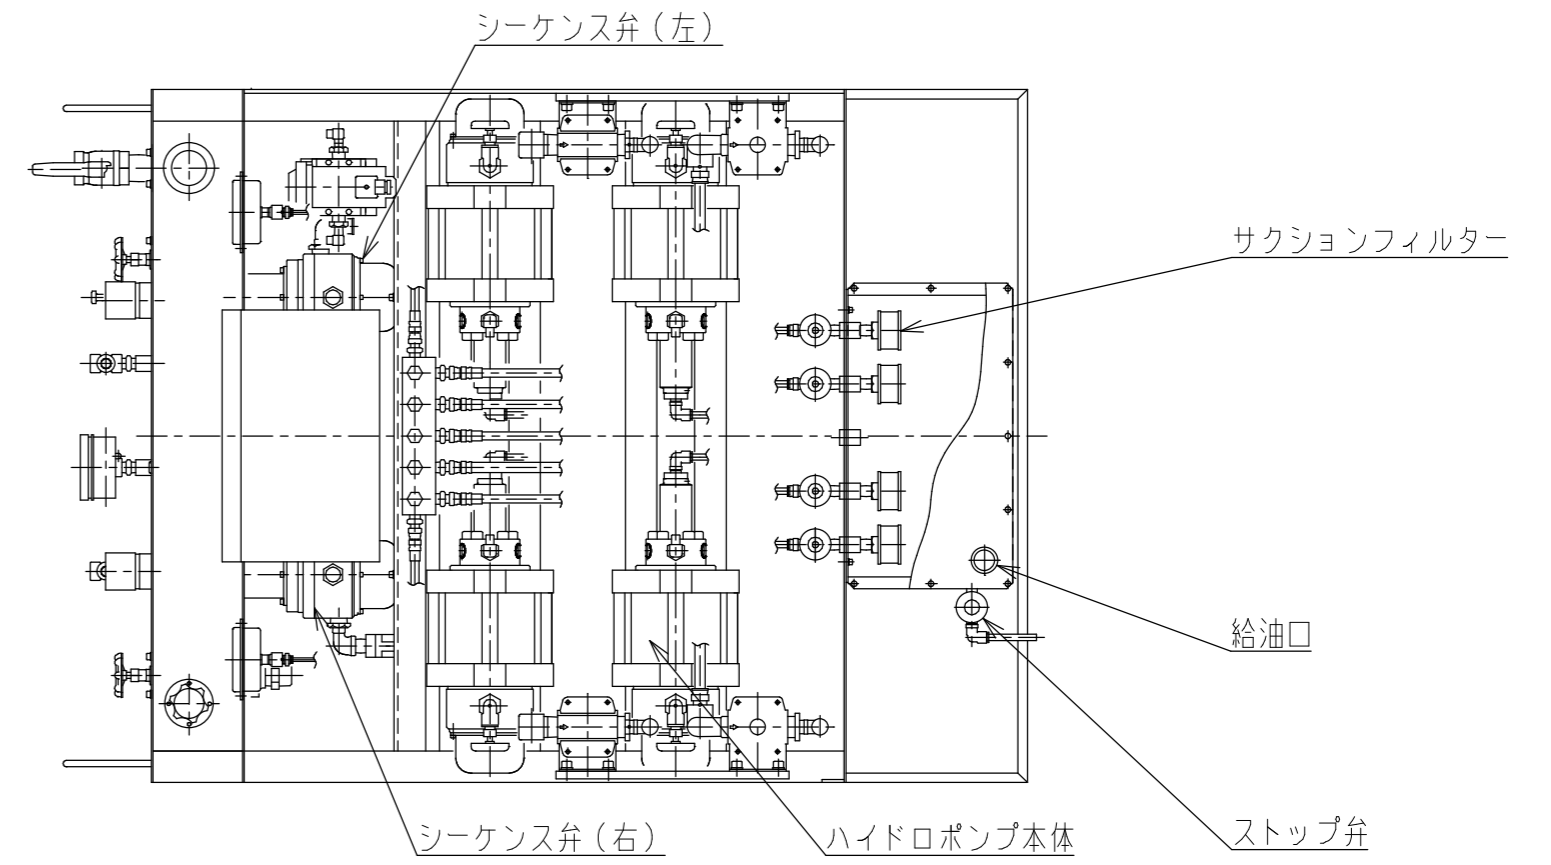 シーケンス弁(左)
サクションフィルター
給油口
シーケンス弁(右)
ハイドロポンプ本体
ストップ弁